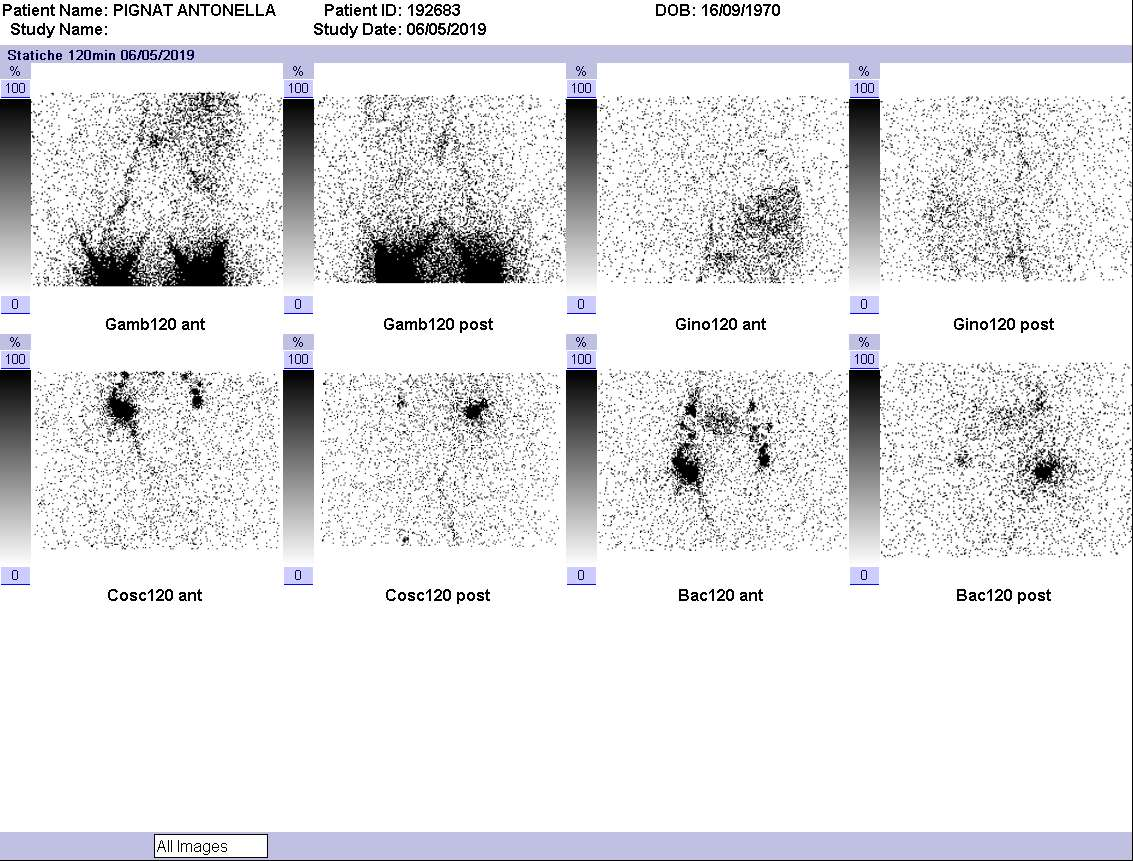 Patient Name: PIGNAT ANTONELLA Patient ID: 192683 DOB: 16/09/1970
Study Name: Study Date: 06/05/2019
Statiche 120min 06/05/2019
% % % %
100 100 100 100
0 0 0 0
Gamb120 ant Gamb120 post Gino120 ant Gino120 post
% % % %
100 100 100 100
0 0 0 0
Cosc120 ant Cosc120 post Bac120 ant Bac120 post
All Images